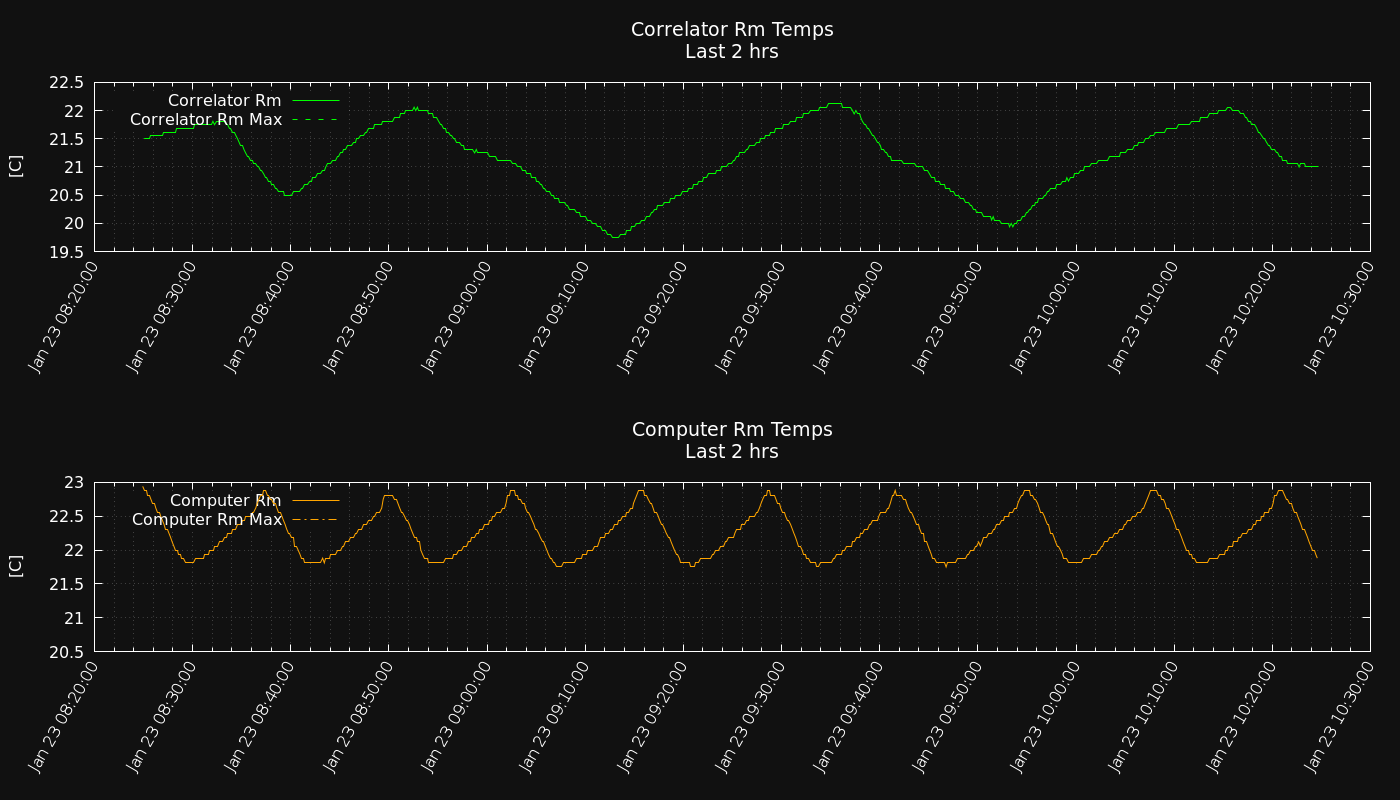 Correlator Rm Temps
Last 2 hrs
22.5
22
21.5
21
20.5
20
19.5
[C]
Correlator Rm
Correlator Rm Max
Jan 23 08:20:00
Jan 23 08:30:00
Jan 23 08:40:00
Jan 23 08:50:00
Jan 23 09:00:00
Jan 23 09:10:00
Jan 23 09:20:00
Jan 23 09:30:00
Jan 23 09:40:00
Jan 23 09:50:00
Jan 23 10:00:00
Jan 23 10:10:00
Jan 23 10:20:00
Jan 23 10:30:00
Computer Rm Temps
Last 2 hrs
23
22.5
22
21.5
21
20.5
[C]
Computer Rm
Computer Rm Max
Jan 23 08:20:00
Jan 23 08:30:00
Jan 23 08:40:00
Jan 23 08:50:00
Jan 23 09:00:00
Jan 23 09:10:00
Jan 23 09:20:00
Jan 23 09:30:00
Jan 23 09:40:00
Jan 23 09:50:00
Jan 23 10:00:00
Jan 23 10:10:00
Jan 23 10:20:00
Jan 23 10:30:00